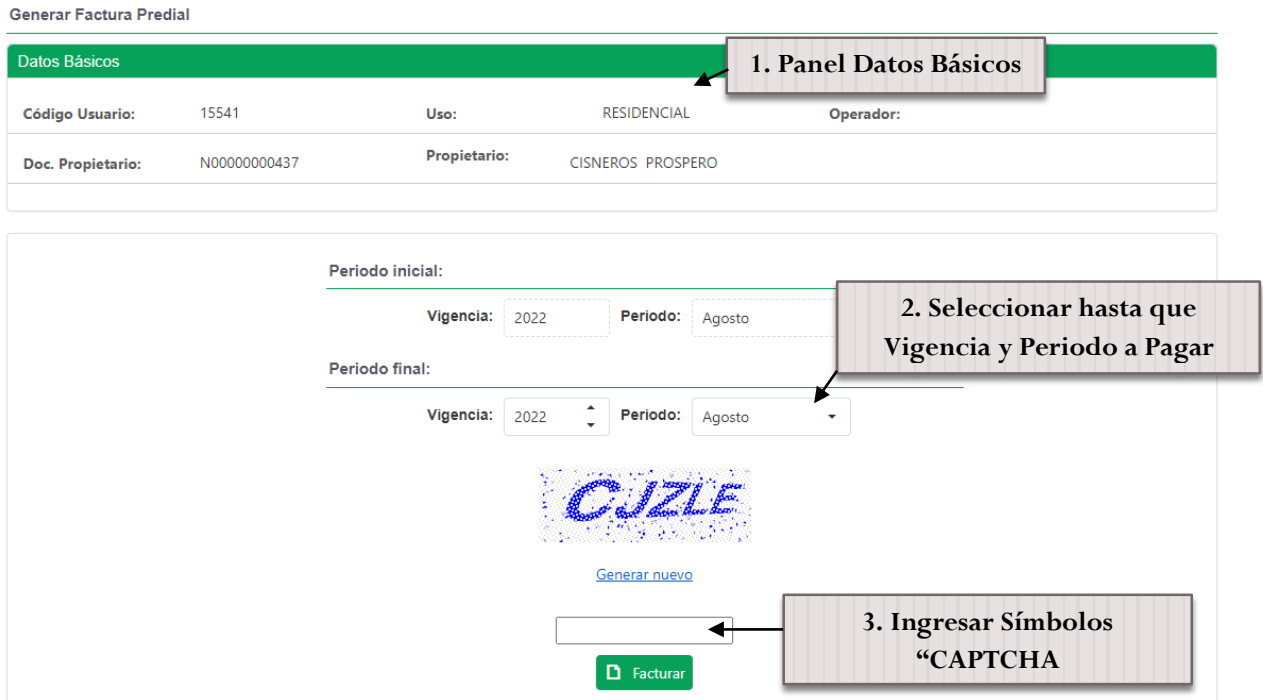 Generar Factura Predial
Datos Básicos
1. Panel Datos Básicos
Código Usuario: 15541 Uso: RESIDENCIAL Operador:
Doc. Propietario: N00000000437 Propietario: CISNEROS PROSPERO
Periodo inicial:
Vigencia: 2022 Periodo: Agosto
2. Seleccionar hasta que
Vigencia y Periodo a Pagar
Periodo final:
Vigencia: 2022 Periodo: Agosto
CJZLE
Generar nuevo
3. Ingresar Símbolos
“CAPTCHA
Facturar